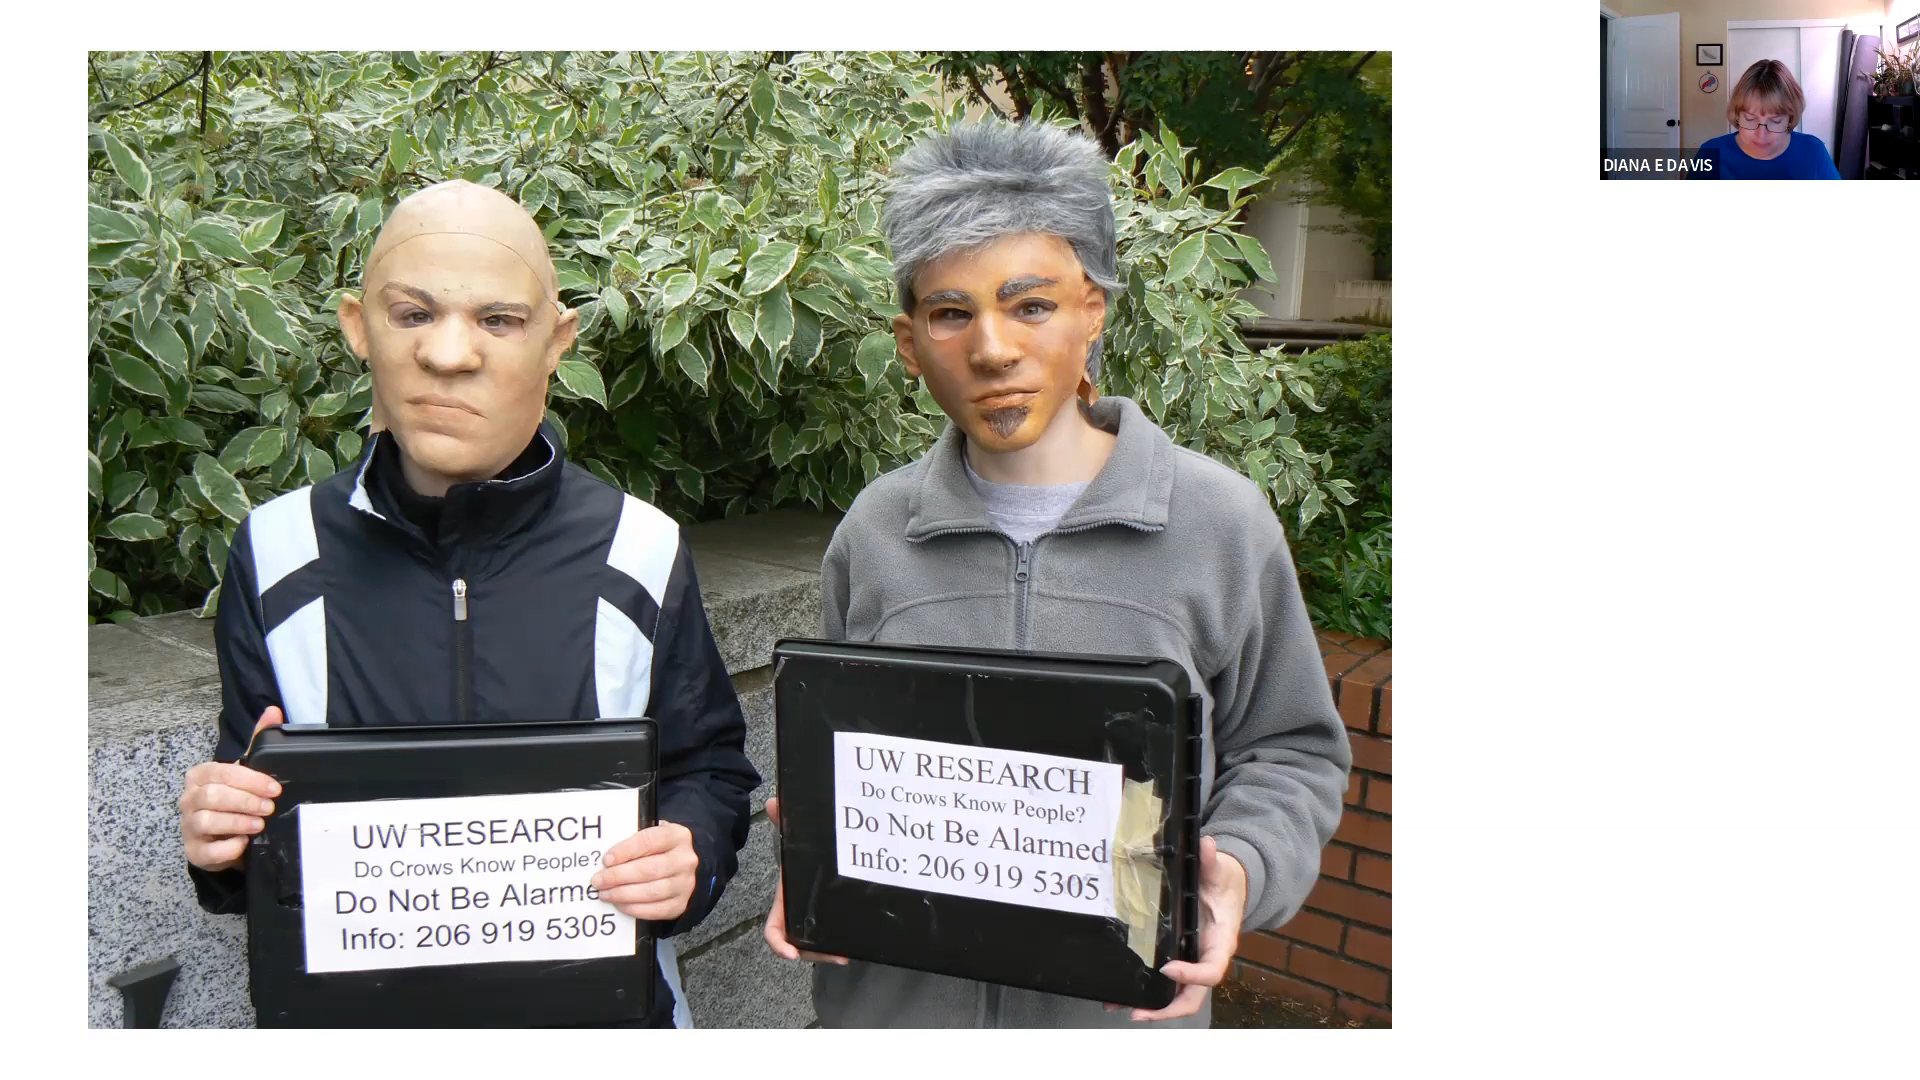 DIANA E DAVIS
UW RESEARCH
Do Crows Know People?
Do Not Be Alarme
Info: 206 919 5305
UW RESEARCH
Do Crows Know People?
Do Not Be Alarmed
Info: 206 919 5305